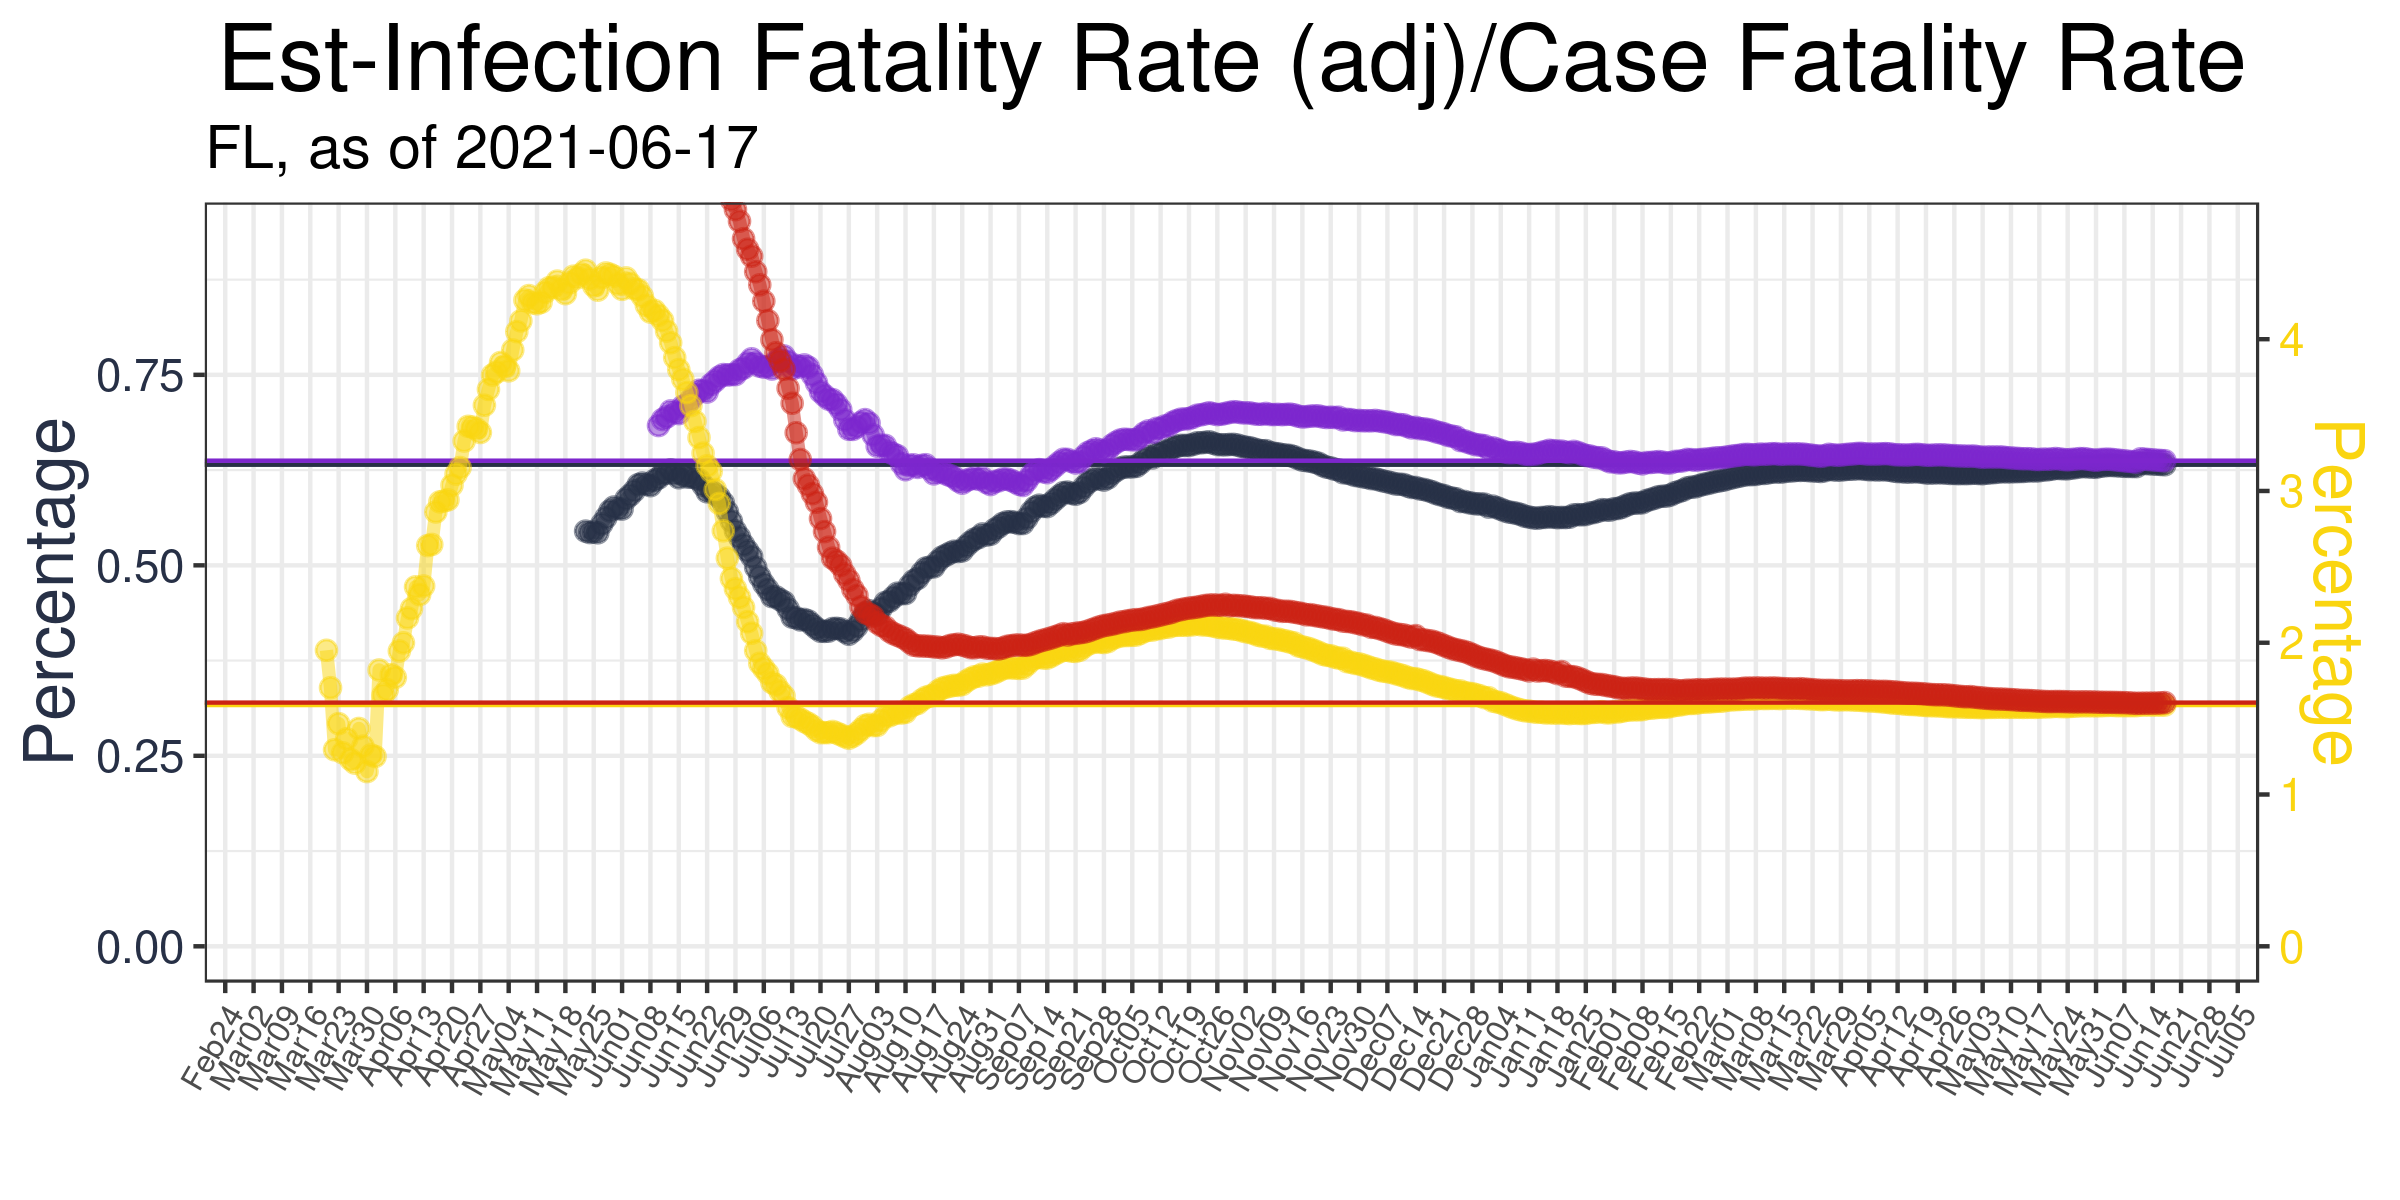 Est-Infection Fatality Rate (adj)/Case Fatality Rate
FL, as of 2021-06-17
Percentage
0.75
0.50
0.25
0.00
4
3
2
1
0
Percentage
Feb24
Mar02
Mar09
Mar16
Mar23
Mar30
Apr06
Apr13
Apr20
Apr27
May04
May11
May18
May25
Jun01
Jun08
Jun15
Jun22
Jun29
Jul06
Jul13
Jul20
Jul27
Aug03
Aug10
Aug17
Aug24
Aug31
Sep07
Sep14
Sep21
Sep28
Oct05
Oct12
Oct19
Oct26
Nov02
Nov09
Nov16
Nov23
Nov30
Dec07
Dec14
Dec21
Dec28
Jan04
Jan11
Jan18
Jan25
Feb01
Feb08
Feb15
Feb22
Mar01
Mar08
Mar15
Mar22
Mar29
Apr05
Apr12
Apr19
Apr26
May03
May10
May17
May24
May31
Jun07
Jun14
Jun21
Jun28
Jul05